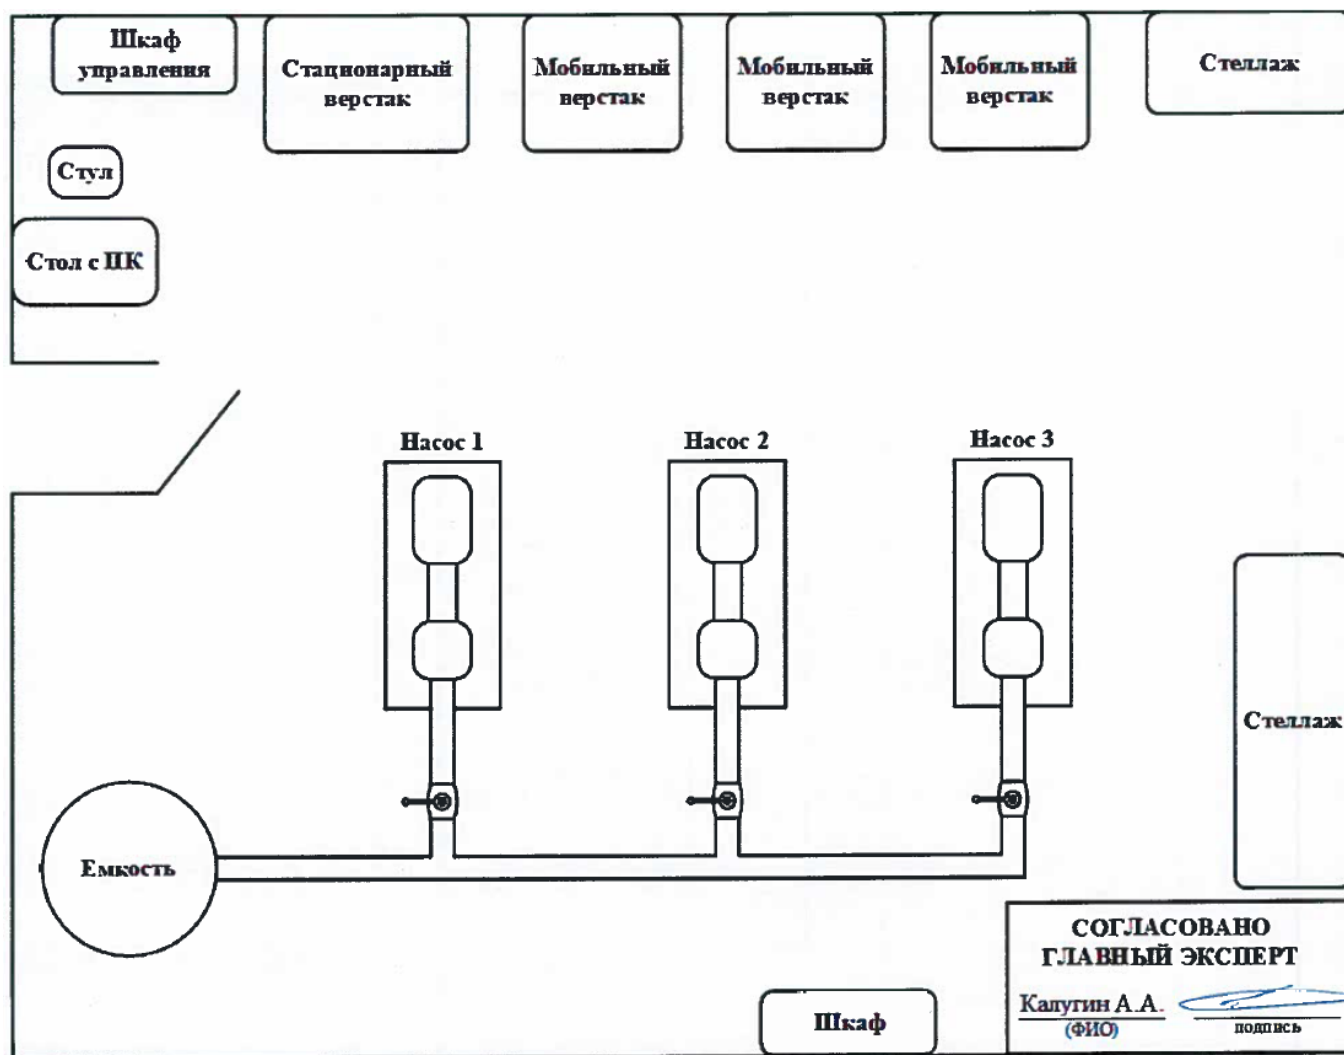 Шкаф
управления
Стационарный
верстак
Мобильный
верстак
Мобильный
верстак
Мобильный
верстак
Стеллаж
Стул
Стол с ПК
Насос 1
Насос 2
Насос 3
Стеллаж
Емкость
СОГЛАСОВАНО
ГЛАВНЫЙ ЭКСПЕРТ
Калугин А.А.
(ФИО)
подпись
Шкаф